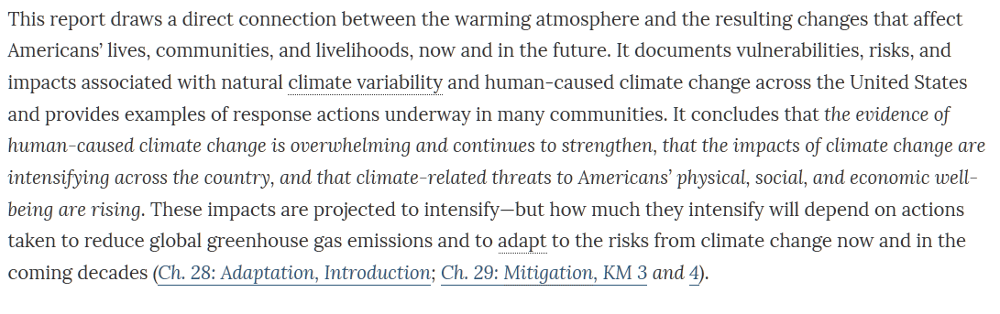 This report draws a direct connection between the warming atmosphere and the resulting changes that affect
Americans’ lives, communities, and livelihoods, now and in the future. It documents vulnerabilities, risks, and
impacts associated with natural climate variability and human-caused climate change across the United States
and provides examples of response actions underway in many communities. It concludes that the evidence of
human-caused climate change is overwhelming and continues to strengthen, that the impacts of climate change are
intensifying across the country, and that climate-related threats to Americans’ physical, social, and economic well-
being are rising. These impacts are projected to intensify—but how much they intensify will depend on actions
taken to reduce global greenhouse gas emissions and to adapt to the risks from climate change now and in the
coming decades (Ch. 28: Adaptation, Introduction; Ch. 29: Mitigation, KM 3 and 4).